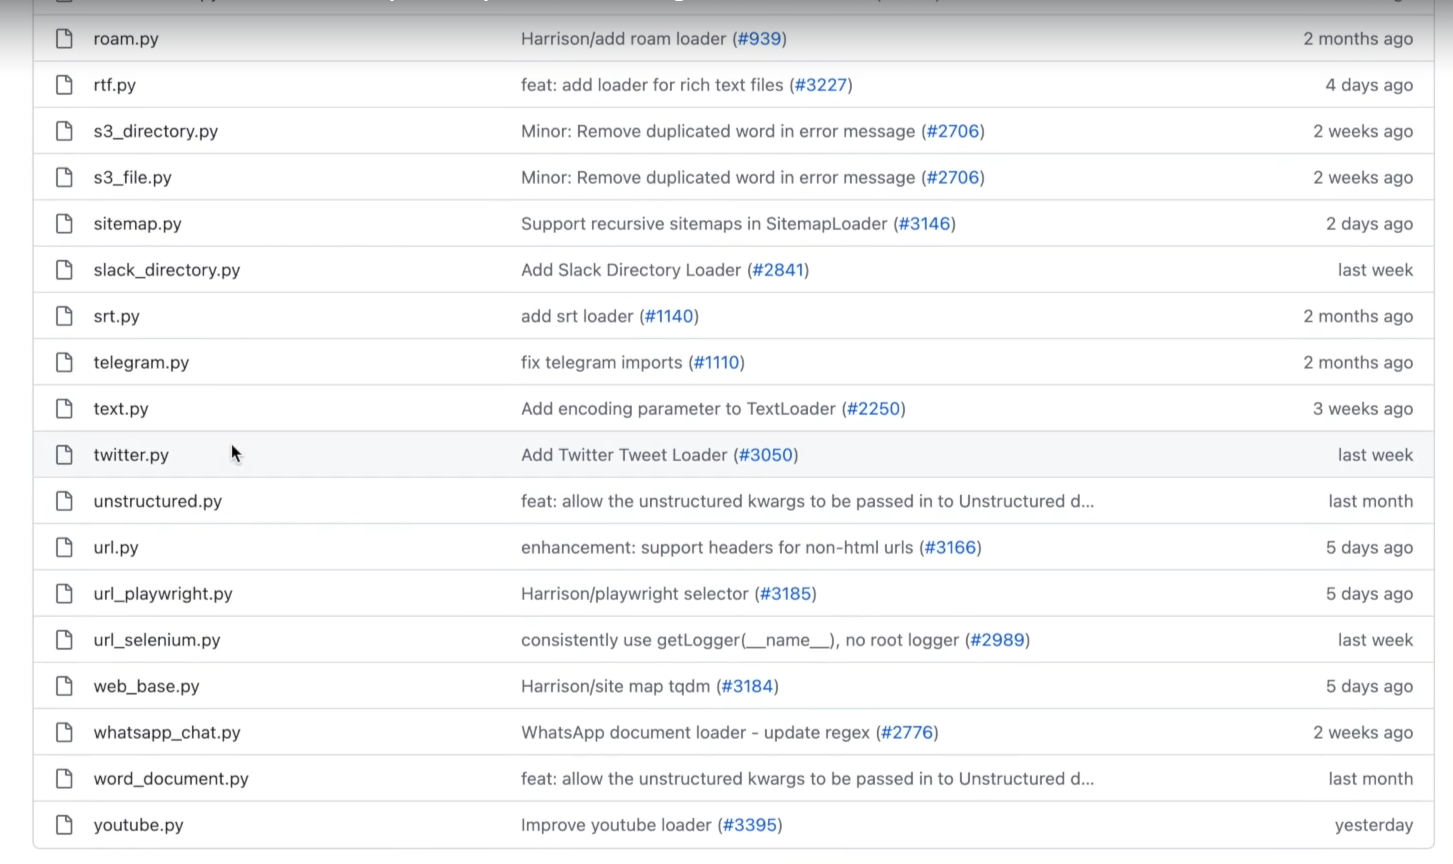 roam.py Harrison/add roam loader (#939) 2 months ago
rtf.py feat: add loader for rich text files (#3227) 4 days ago
s3_directory.py Minor: Remove duplicated word in error message (#2706) 2 weeks ago
s3_file.py Minor: Remove duplicated word in error message (#2706) 2 weeks ago
sitemap.py Support recursive sitemaps in SitemapLoader (#3146) 2 days ago
slack_directory.py Add Slack Directory Loader (#2841) last week
srt.py add srt loader (#1140) 2 months ago
telegram.py fix telegram imports (#1110) 2 months ago
text.py Add encoding parameter to TextLoader (#2250) 3 weeks ago
twitter.py Add Twitter Tweet Loader (#3050) last week
unstructured.py feat: allow the unstructured kwargs to be passed in to Unstructured d... last month
url.py enhancement: support headers for non-html urls (#3166) 5 days ago
url_playwright.py Harrison/playwright selector (#3185) 5 days ago
url_selenium.py consistently use getLogger(__name__), no root logger (#2989) last week
web_base.py Harrison/site map tqdm (#3184) 5 days ago
whatsapp_chat.py WhatsApp document loader - update regex (#2776) 2 weeks ago
word_document.py feat: allow the unstructured kwargs to be passed in to Unstructured d... last month
youtube.py Improve youtube loader (#3395) yesterday